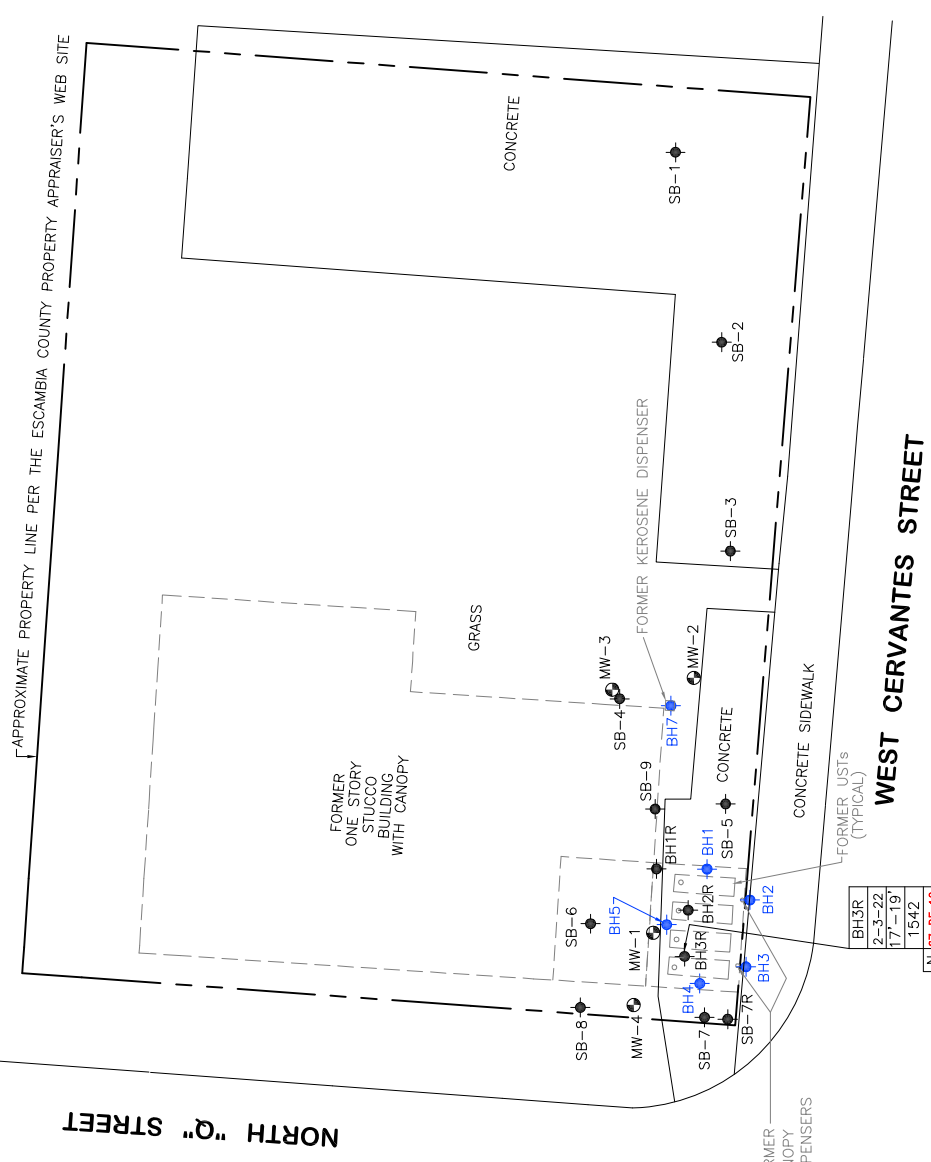 APPROXIMATE PROPERTY LINE PER THE ESCAMBIA COUNTY PROPERTY APPRAISER'S WEB SITE
CONCRETE
SB-1
SB-2
SB-3
FORMER KEROSENE DISPENSER
GRASS
MW-3
MW-2
SB-4
BH7
FORMER
ONE STORY
STUCCO
BUILDING
WITH CANOPY
SB-9
CONCRETE
SB-5
CONCRETE SIDEWALK
WEST CERVANTES STREET
FORMER USTs
(TYPICAL)
BH1R
BH1
BH2R
BH2
SB-6
BH57
MW-1
BH3R
BH3
BH4
SB-8
MW-4
SB-7
SB-7R
BH3R
2-3-22
17'-19'
1542
NORTH "Q" STREET